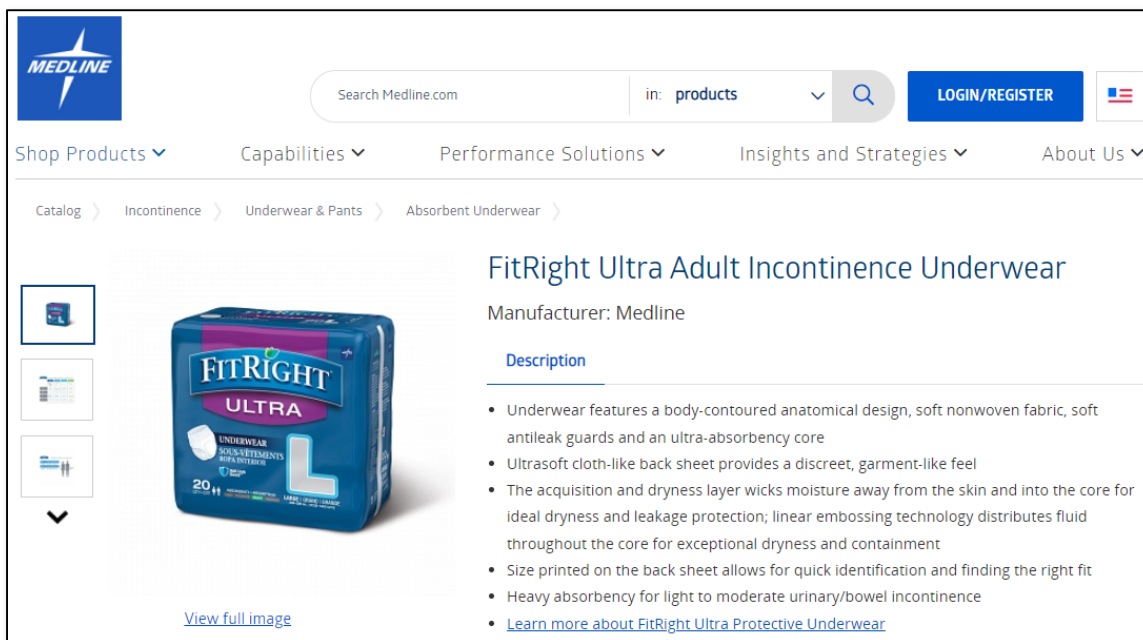 MEDLINE
Search Medline.com
in: products
LOGIN/REGISTER
Shop Products
Capabilities
Performance Solutions
Insights and Strategies
About Us
Catalog
Incontinence
Underwear & Pants
Absorbent Underwear
FitRight Ultra Adult Incontinence Underwear
Manufacturer: Medline
Description
FITRIGHT
ULTRA
UNDERWEAR
SOUS-VÊTEMENTS
ROPA INTERIOR
20
L
LARGE / GRAND / GRANDE
View full image
• Underwear features a body-contoured anatomical design, soft nonwoven fabric, soft
antileak guards and an ultra-absorbency core
• Ultrasoft cloth-like back sheet provides a discreet, garment-like feel
• The acquisition and dryness layer wicks moisture away from the skin and into the core for
ideal dryness and leakage protection; linear embossing technology distributes fluid
throughout the core for exceptional dryness and containment
• Size printed on the back sheet allows for quick identification and finding the right fit
• Heavy absorbency for light to moderate urinary/bowel incontinence
• Learn more about FitRight Ultra Protective Underwear